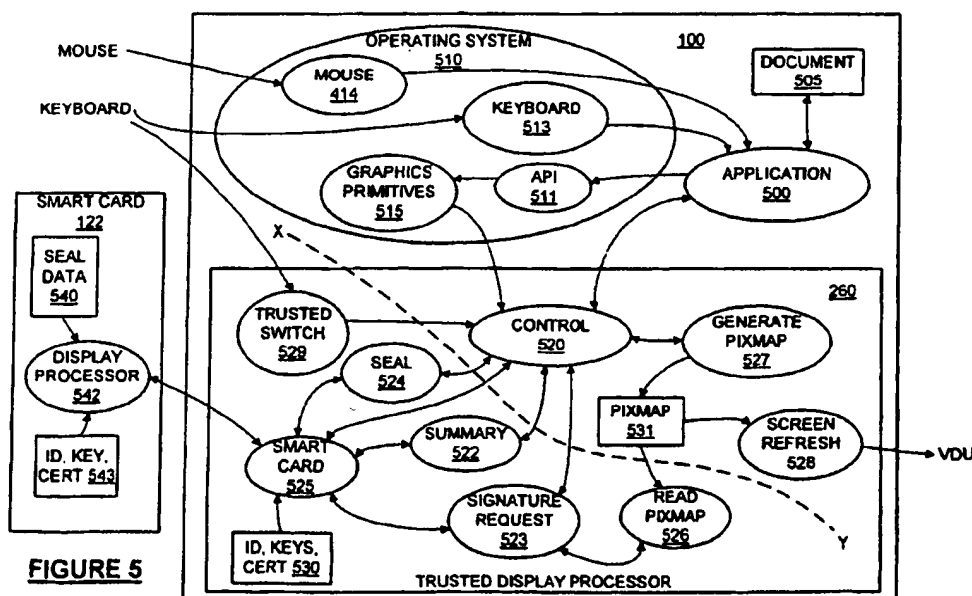 OPERATING SYSTEM
510
100
MOUSE
MOUSE
414
DOCUMENT
505
KEYBOARD
KEYBOARD
513
GRAPHICS
PRIMITIVES
515
API
511
APPLICATION
500
SMART CARD
122
SEAL
DATA
540
DISPLAY
PROCESSOR
542
ID, KEY,
CERT 543
X
260
TRUSTED
SWITCH
529
CONTROL
520
GENERATE
PIXMAP
527
SEAL
524
PIXMAP
531
SCREEN
REFRESH
528
VDU
SUMMARY
522
SMART
CARD
525
SIGNATURE
REQUEST
523
READ
PIXMAP
526
Y
ID, KEYS,
CERT 530
TRUSTED DISPLAY PROCESSOR
FIGURE 5